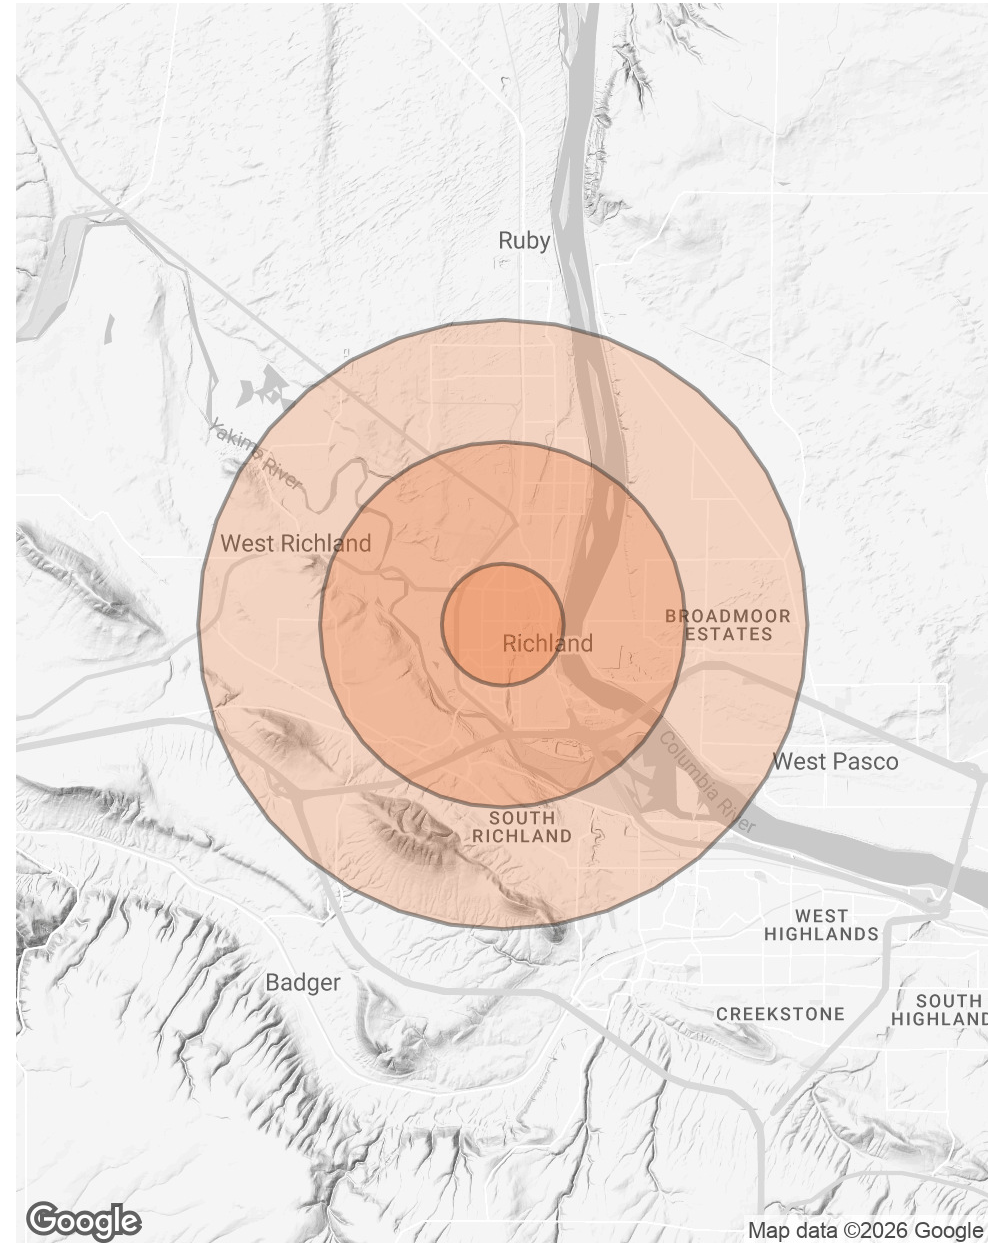 Ruby
Yakima River
West Richland
BROADMOOR
ESTATES
Richland
Columbia River
West Pasco
SOUTH
RICHLAND
WEST
HIGHLANDS
Badger
CREEKSTONE
SOUTH
HIGHLAND
Google
Map data ©2026 Google